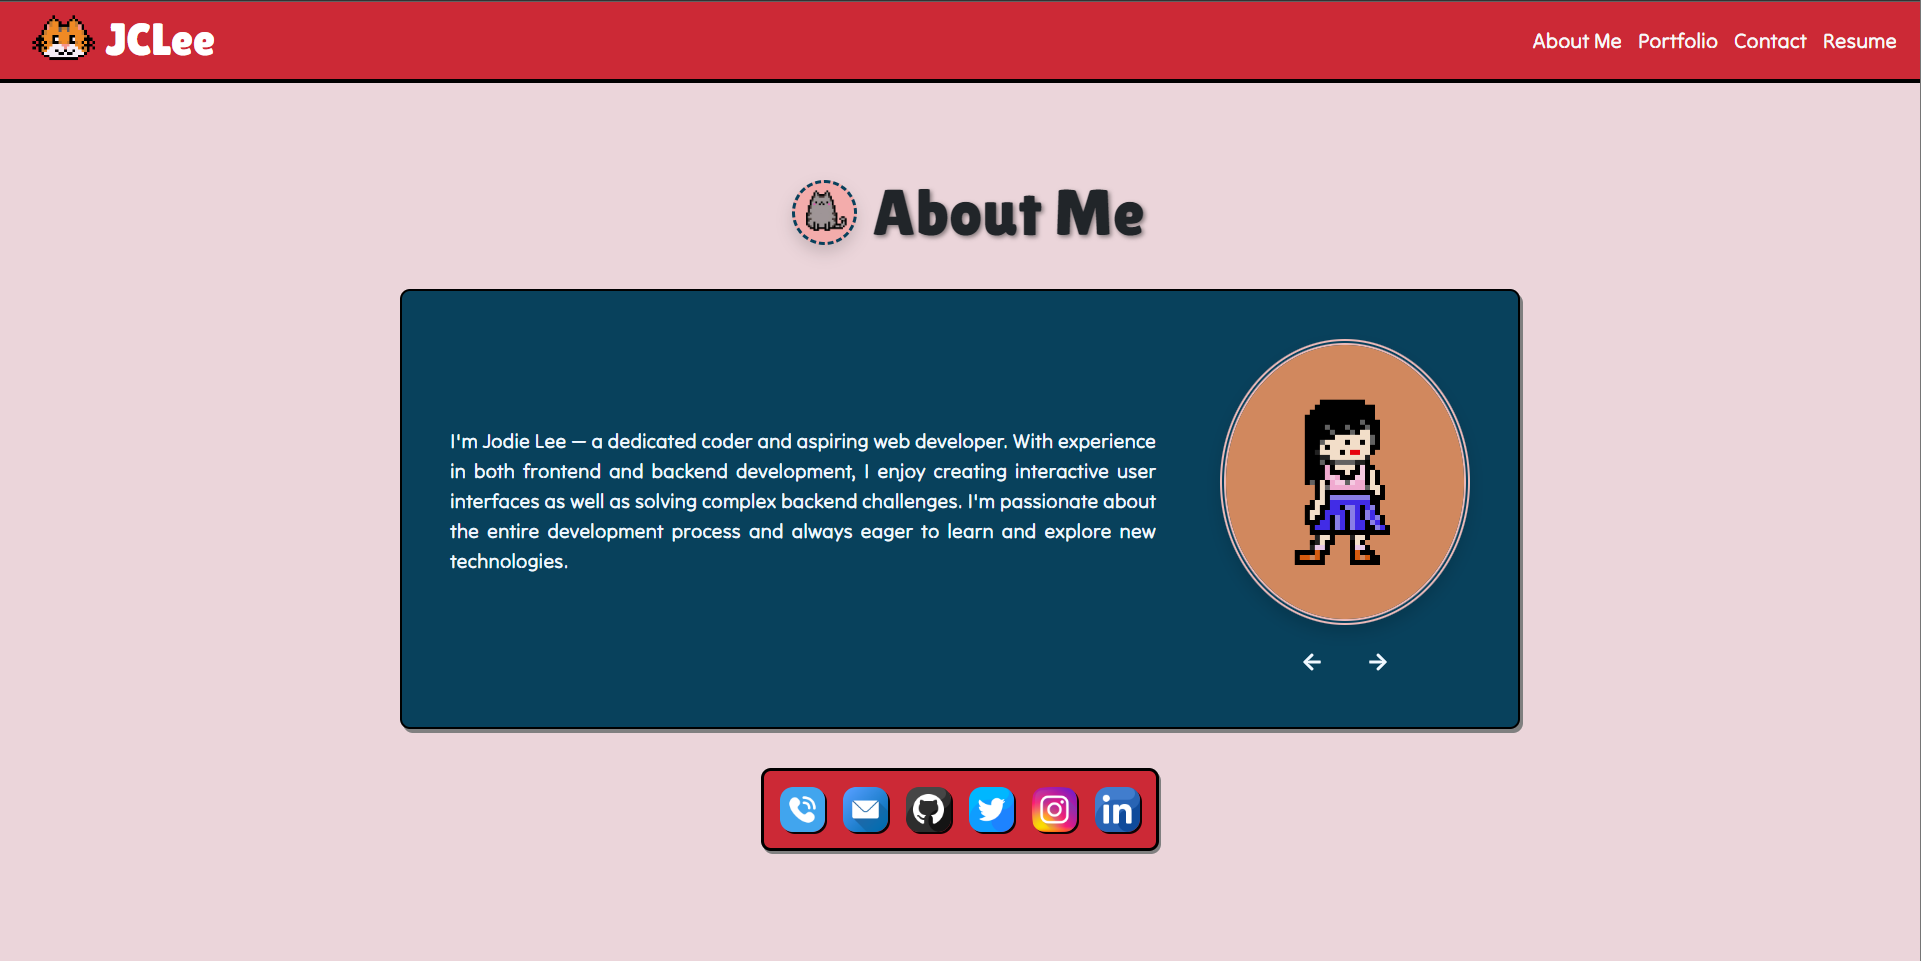 JCLee
About Me Portfolio Contact Resume
About Me
I'm Jodie Lee — a dedicated coder and aspiring web developer. With experience
in both frontend and backend development, I enjoy creating interactive user
interfaces as well as solving complex backend challenges. I'm passionate about
the entire development process and always eager to learn and explore new
technologies.
in